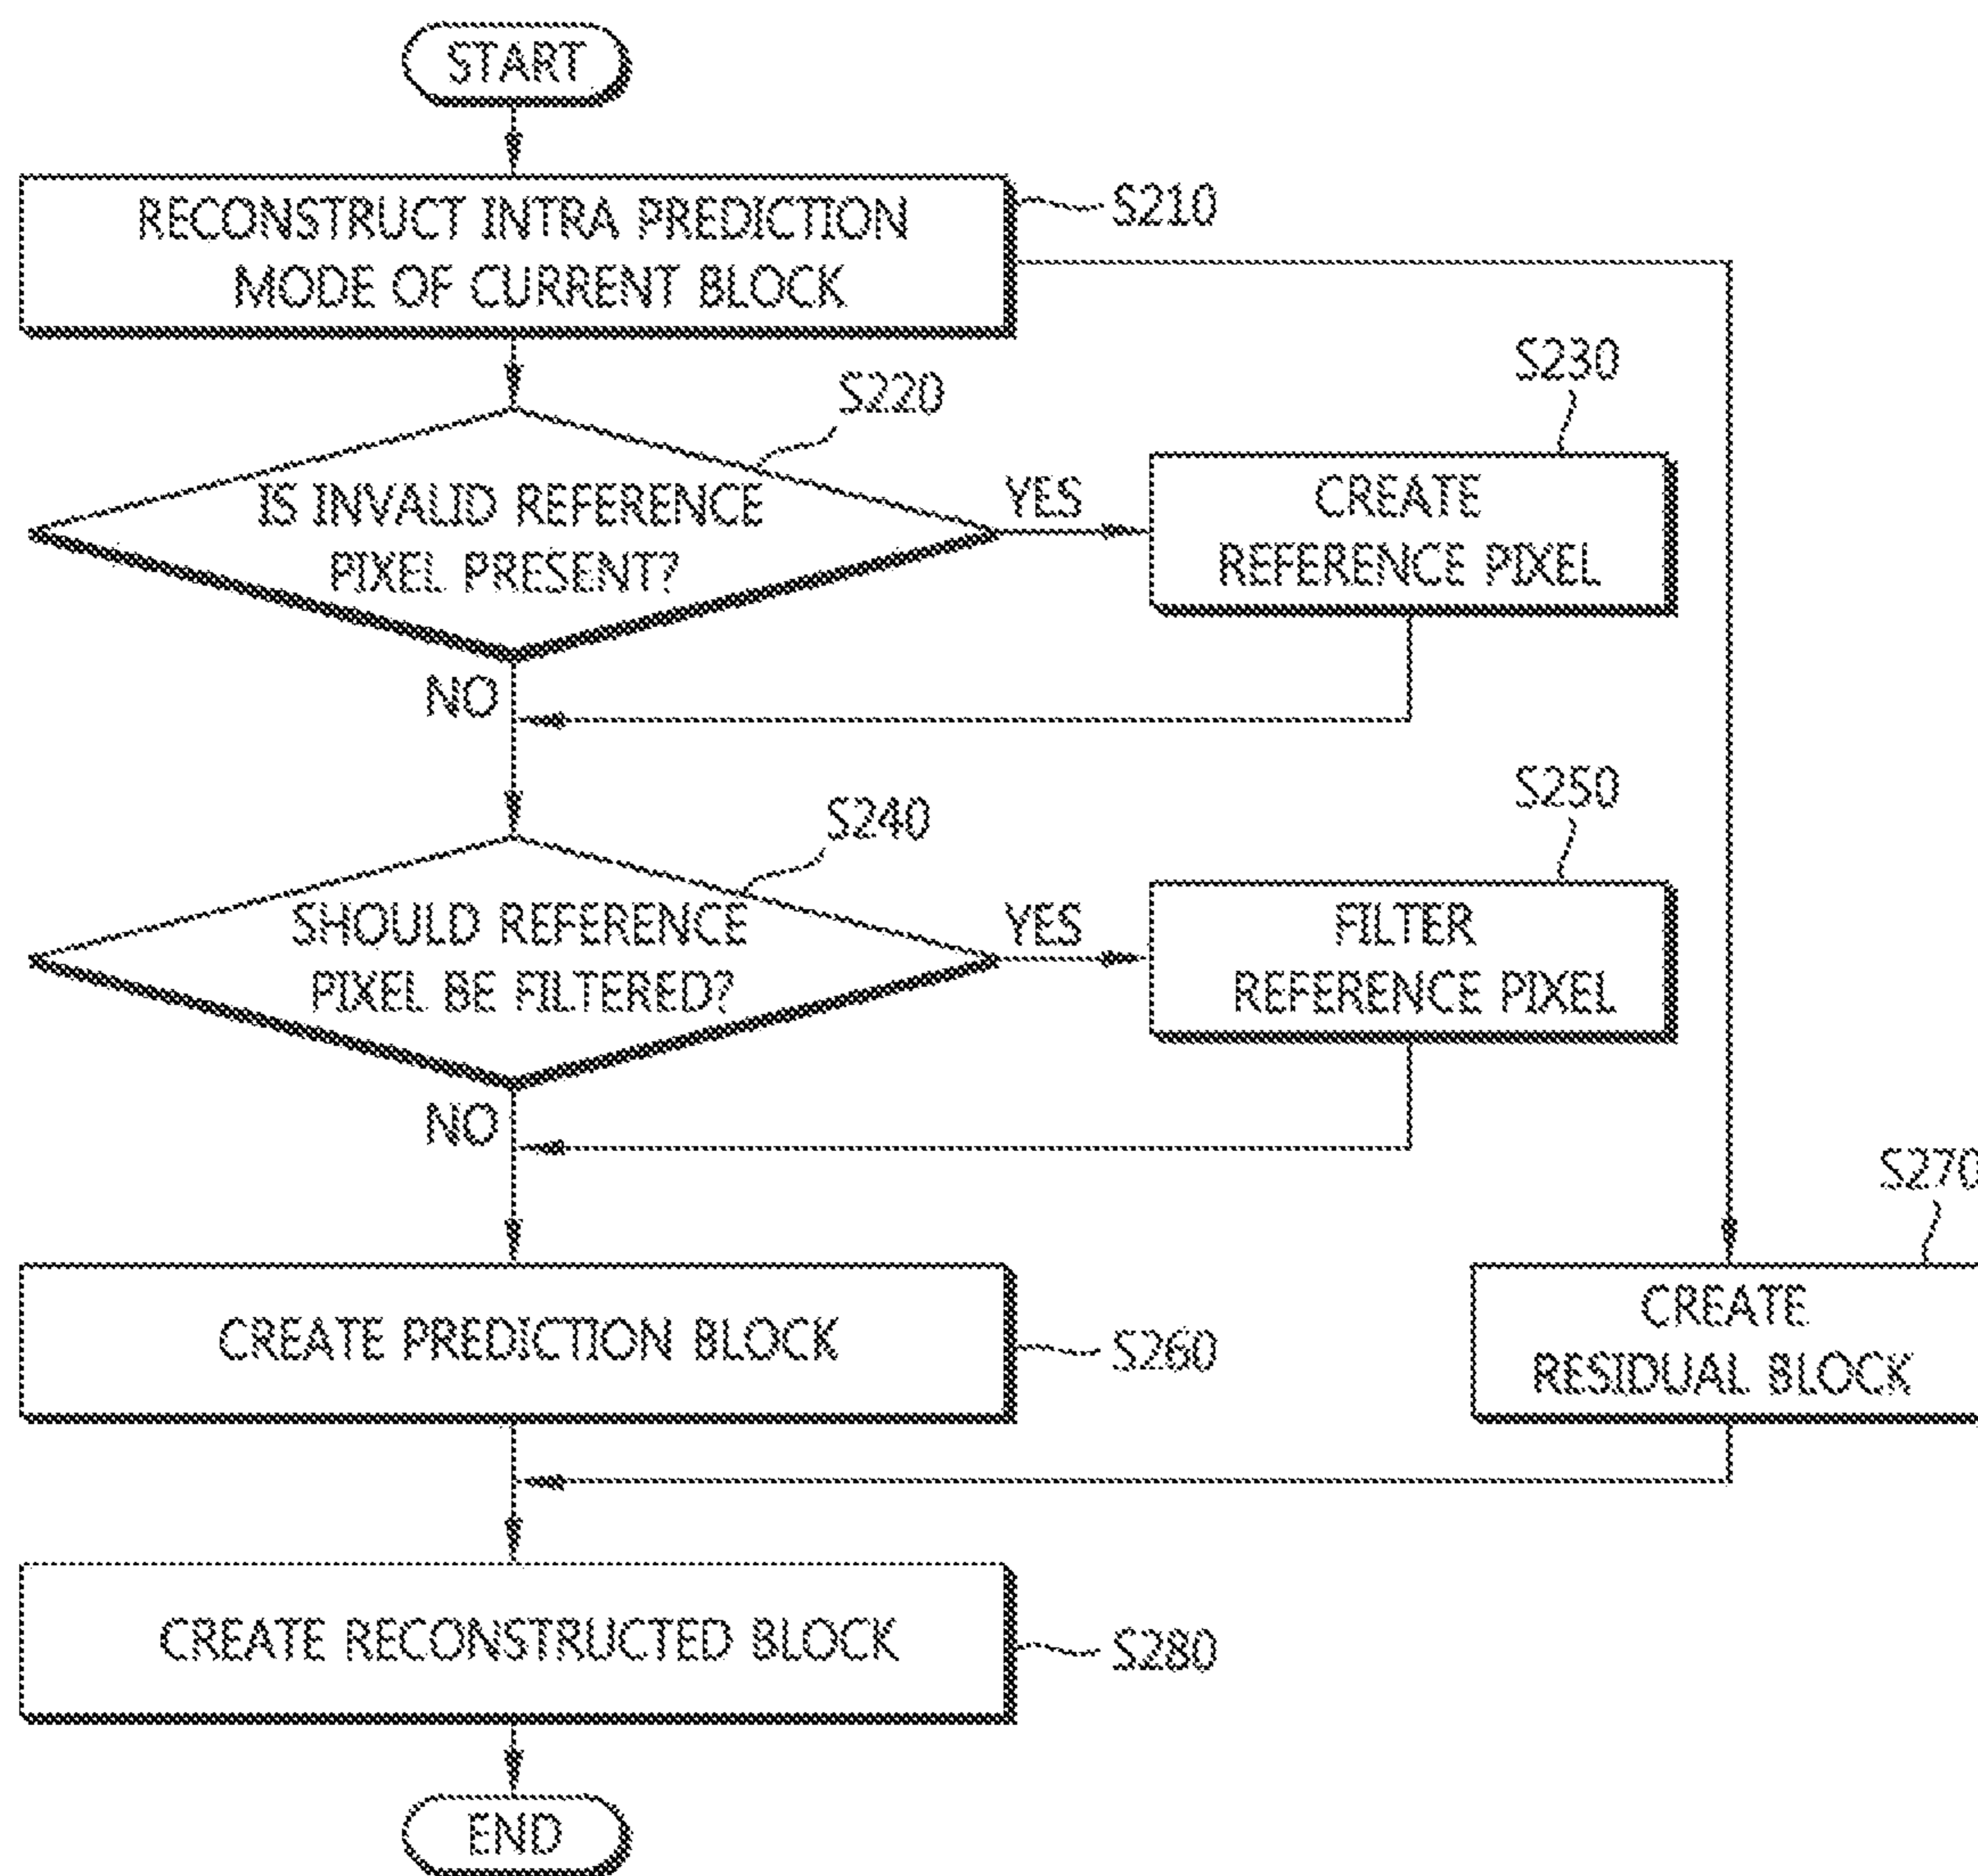 START
RECONSTRUCT INTRA PREDICTION
MODE OF CURRENT BLOCK
S210
S220
IS INVALID REFERENCE
PIXEL PRESENT?
YES
NO
S230
CREATE
REFERENCE PIXEL
S240
SHOULD REFERENCE
PIXEL BE FILTERED?
YES
NO
S250
FILTER
REFERENCE PIXEL
CREATE PREDICTION BLOCK
S260
S270
CREATE
RESIDUAL BLOCK
CREATE RECONSTRUCTED BLOCK
S280
END